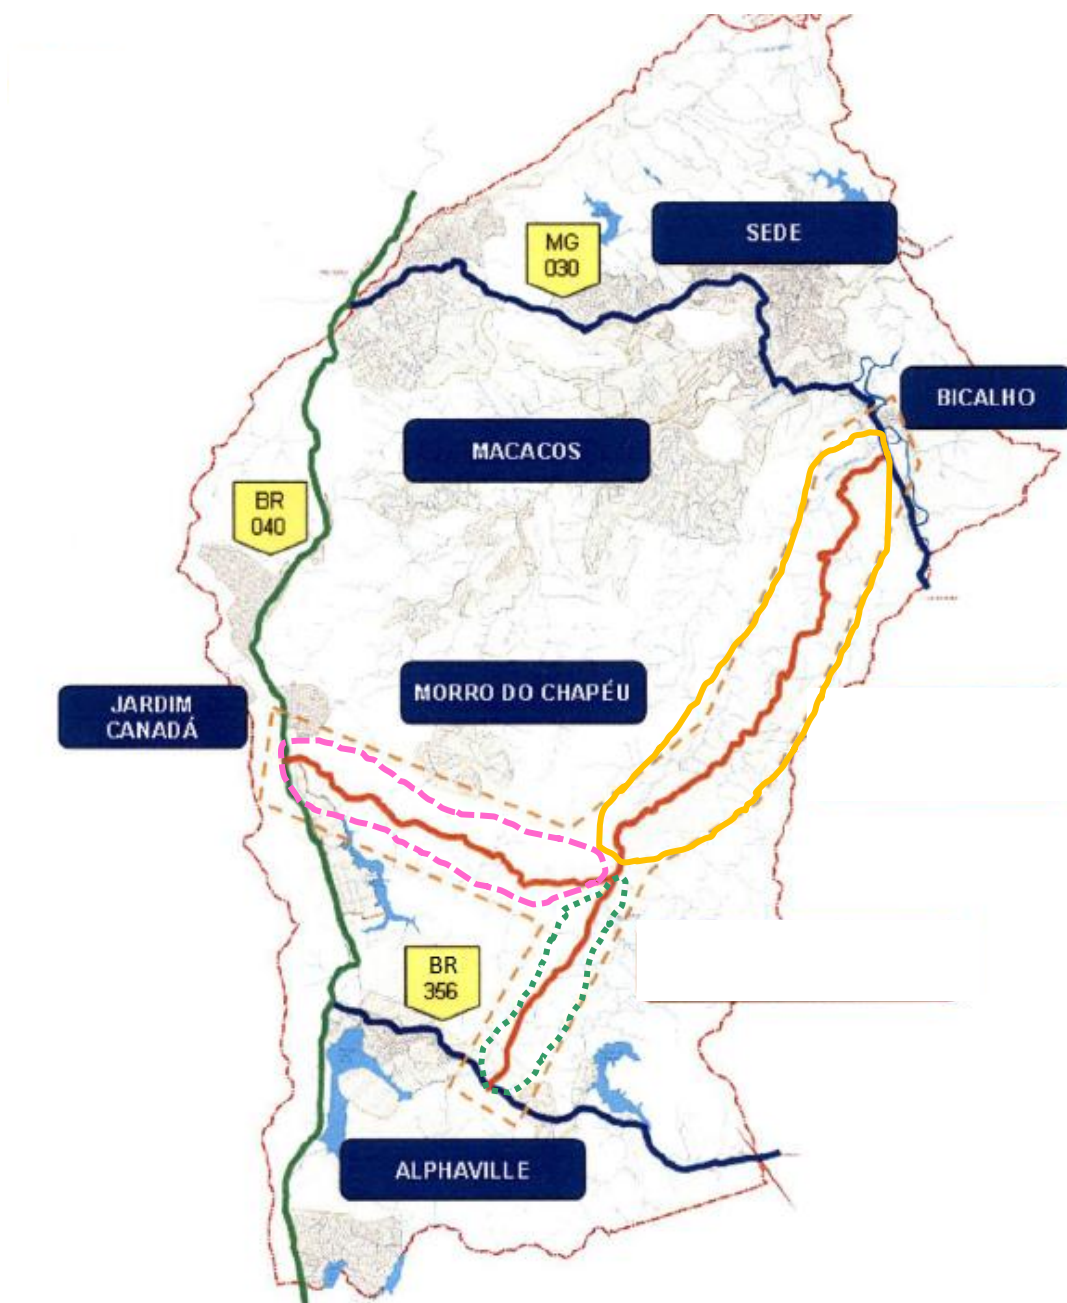 SEDE
MG
030
BICALHO
MACACOS
BR
040
MORRO DO CHAPÉU
JARDIM
CANADÁ
BR
356
ALPHAVILLE